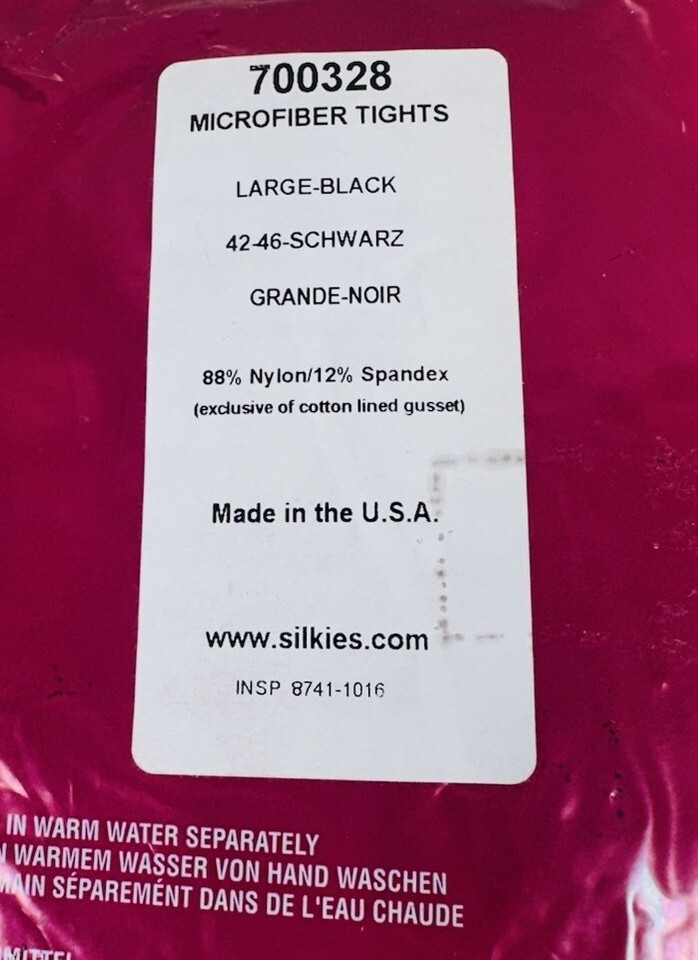 700328
MICROFIBER TIGHTS
LARGE-BLACK
42-46-SCHWARZ
GRANDE-NOIR
88% Nylon/12% Spandex
(exclusive of cotton lined gusset)
Made in the U.S.A.
www.silkies.com
INSP 8741-1016
IN WARM WATER SEPARATELY
WARMEM WASSER VON HAND WASCHEN
MAIN SÉPARÉMENT DANS DE L'EAU CHAUDE